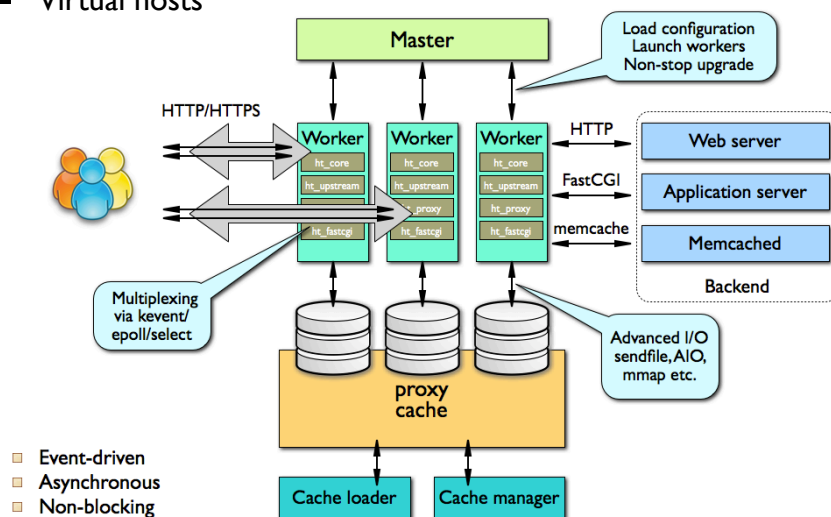 Virtual hosts
Master
Load configuration
Launch workers
Non-stop upgrade
HTTP/HTTPS
Worker
ht_core
ht_upstream
ht_fastcgi
Worker
ht_core
ht_upstream
ht_proxy
ht_fastcgi
Worker
ht_core
ht_upstream
ht_proxy
ht_fastcgi
HTTP
FastCGI
memcache
Web server
Application server
Memcached
Backend
Multiplexing
via kevent/
epoll/select
Advanced I/O
sendfile, AIO,
mmap etc.
proxy
cache
Event-driven
Asynchronous
Non-blocking
Cache loader
Cache manager